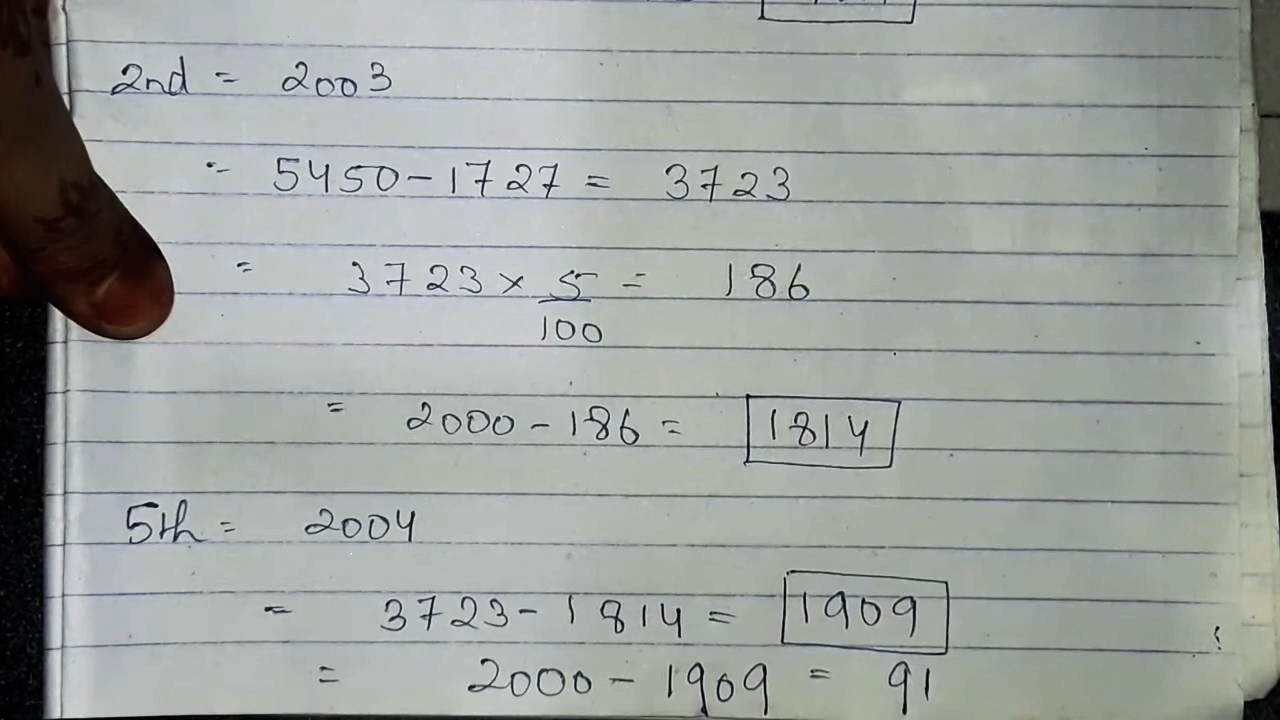 2nd = 2003
= 5450 - 1727 = 3723
= 3723 × 5/100 = 186
= 2000 - 186 = 1814
5th = 2004
= 3723 - 1814 = 1909
= 2000 - 1909 = 91